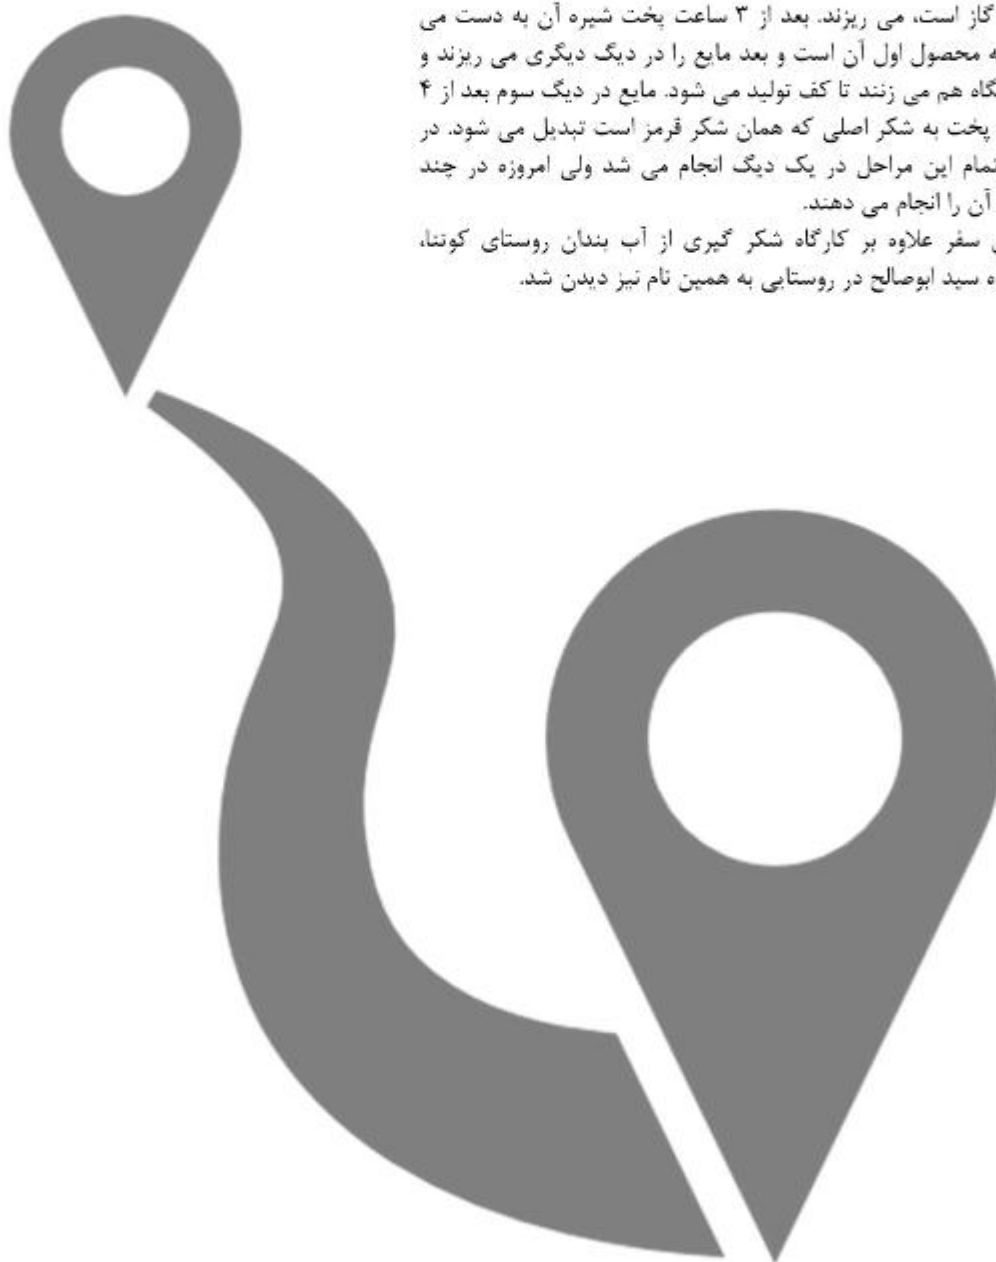 گاز است، می ریزند. بعد از ۳ ساعت پخت شیره آن به دست می
محصول اول آن است و بعد مایع را در دیگ دیگری می ریزند و
هم می زنند تا کف تولید می شود. مایع در دیگ سوم بعد از ۴
پخت به شکر اصلی که همان شکر قرمز است تبدیل می شود. در
تمام این مراحل در یک دیگ انجام می شد ولی امروزه در چند
آن را انجام می دهند.
سفر علاوه بر کارگاه شکر گیری از آب بندان روستای کوتنا،
سید ابوصالح در روستایی به همین نام نیز دیدن شد.